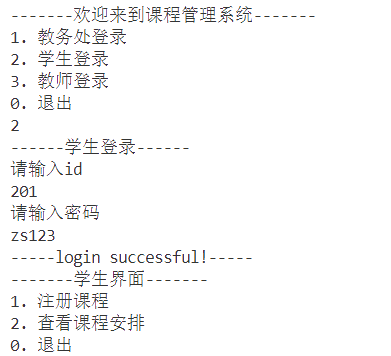 -------欢迎来到课程管理系统-------
1. 教务处登录
2. 学生登录
3. 教师登录
0. 退出
2
------学生登录------
请输入id
201
请输入密码
zs123
-----login successful!-----
-------学生界面-------
1. 注册课程
2. 查看课程安排
0. 退出